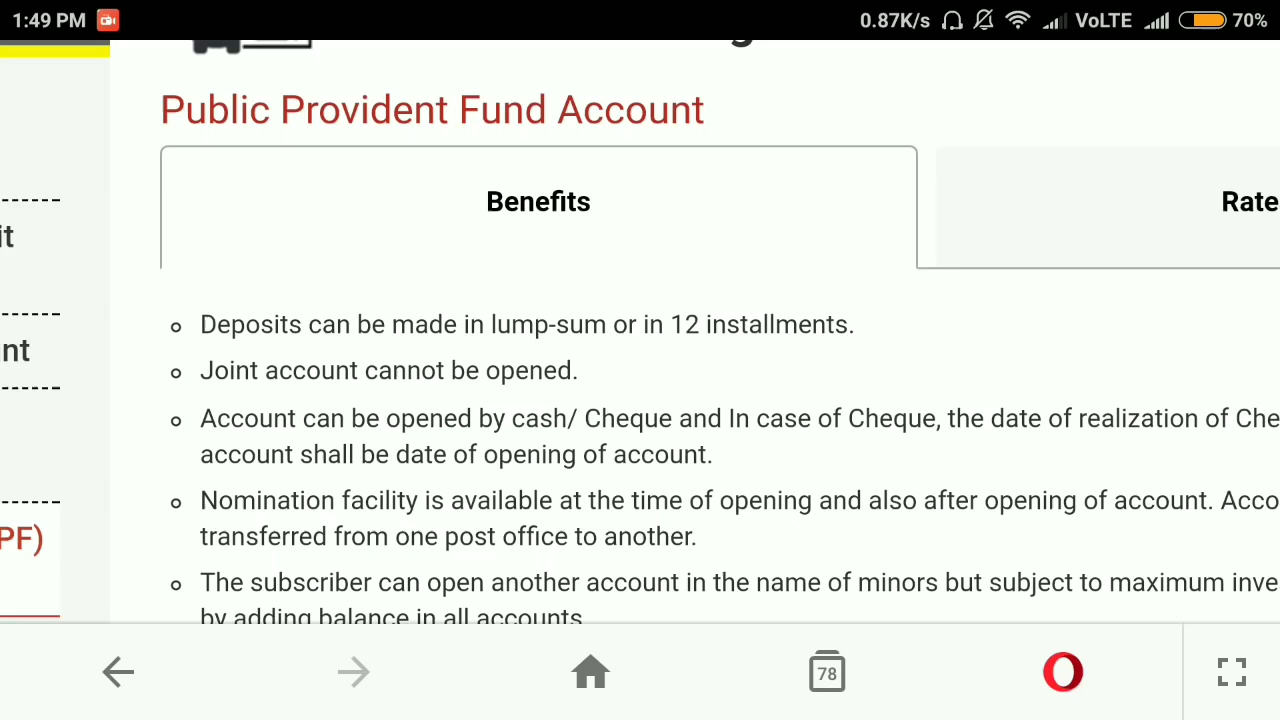 1:49 PM 0.87K/s VoLTE 70%
Public Provident Fund Account
Benefits
Rate
it
nt
PF)
Deposits can be made in lump-sum or in 12 installments.
Joint account cannot be opened.
Account can be opened by cash/ Cheque and In case of Cheque, the date of realization of Che
account shall be date of opening of account.
Nomination facility is available at the time of opening and also after opening of account. Acco
transferred from one post office to another.
The subscriber can open another account in the name of minors but subject to maximum inve
by adding balance in all accounts
78